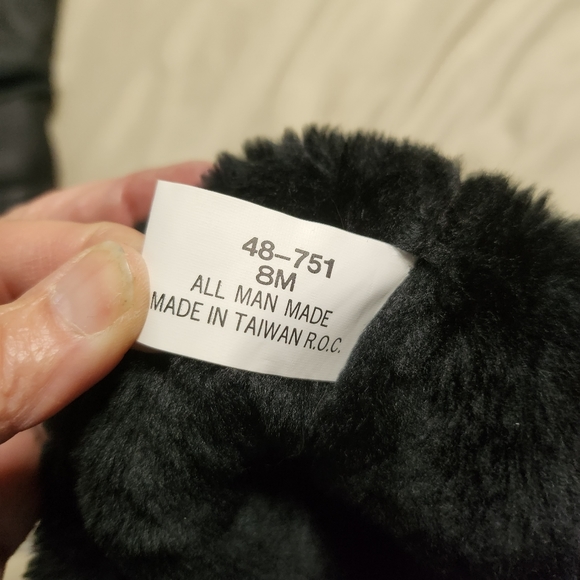 48-751
8M
ALL MAN MADE
MADE IN TAIWAN R.O.C.